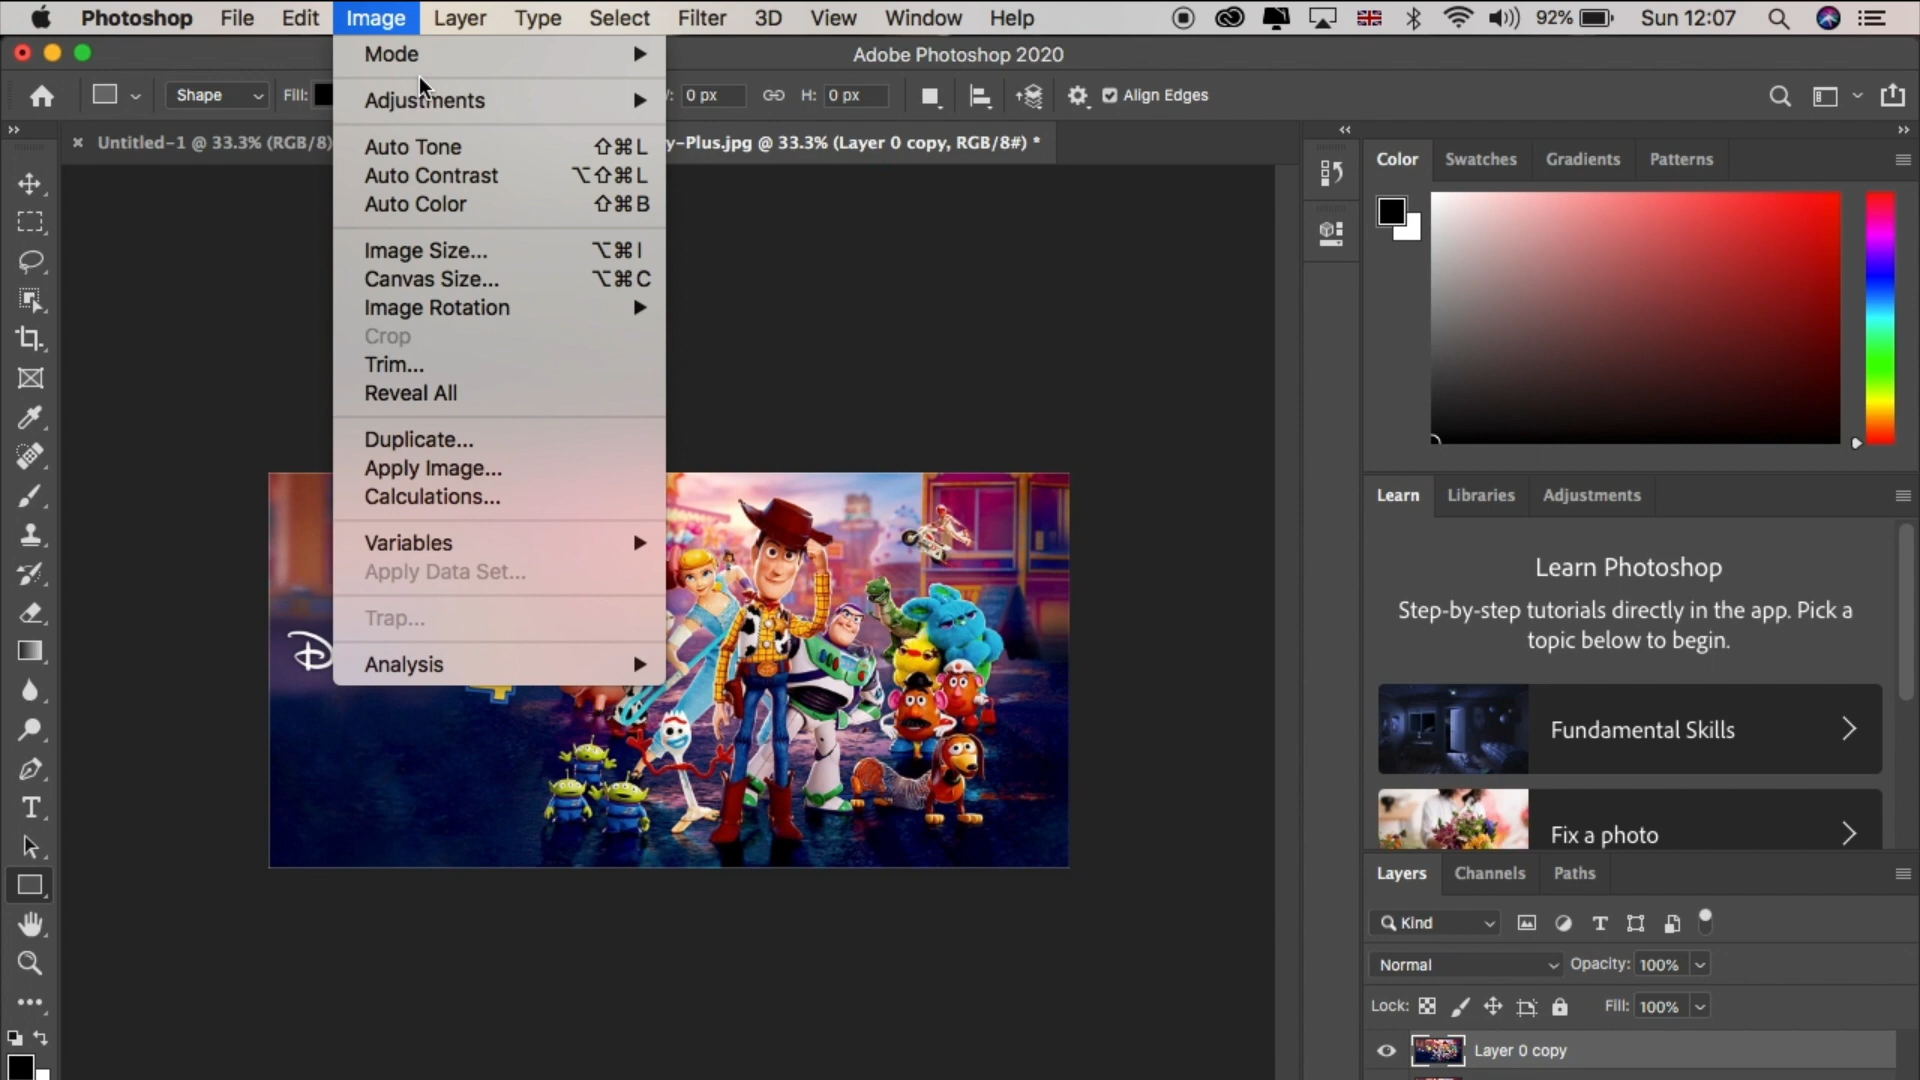 Photoshop File Edit Image Layer Type Select Filter 3D View Window Help 92% Sun 12:07
Adobe Photoshop 2020
Shape Fill: 0 px H: 0 px Align Edges
× Untitled-1 @ 33.3% (RGB/8) y-Plus.jpg @ 33.3% (Layer 0 copy, RGB/8#) *
Mode
Adjustments
Auto Tone ⇧⌘L
Auto Contrast ⌥⇧⌘L
Auto Color ⇧⌘B
Image Size... ⌥⌘I
Canvas Size... ⌥⌘C
Image Rotation
Crop
Trim...
Reveal All
Duplicate...
Apply Image...
Calculations...
Variables
Apply Data Set...
Trap...
Analysis
D
Color Swatches Gradients Patterns
Learn Libraries Adjustments
Learn Photoshop
Step-by-step tutorials directly in the app. Pick a
topic below to begin.
Fundamental Skills
Fix a photo
Layers Channels Paths
Kind
Normal Opacity: 100%
Lock: Fill: 100%
Layer 0 copy